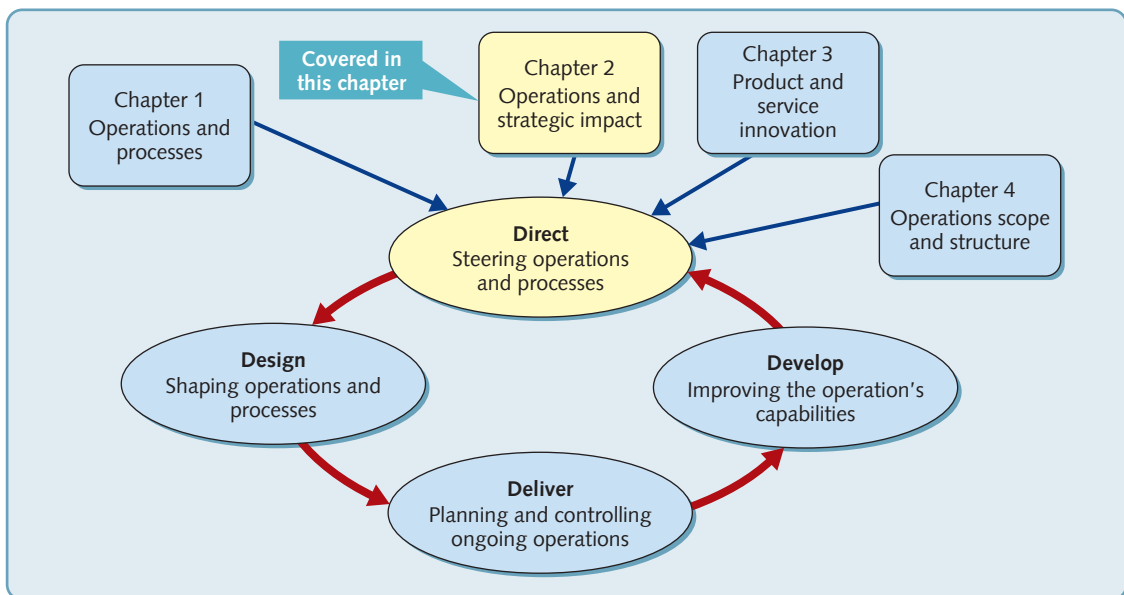 Chapter 1
Operations and
processes
Covered in
this chapter
Chapter 2
Operations and
strategic impact
Chapter 3
Product and
service
innovation
Chapter 4
Operations scope
and structure
Direct
Steering operations
and processes
Design
Shaping operations and
processes
Develop
Improving the operation’s
capabilities
Deliver
Planning and controlling
ongoing operations